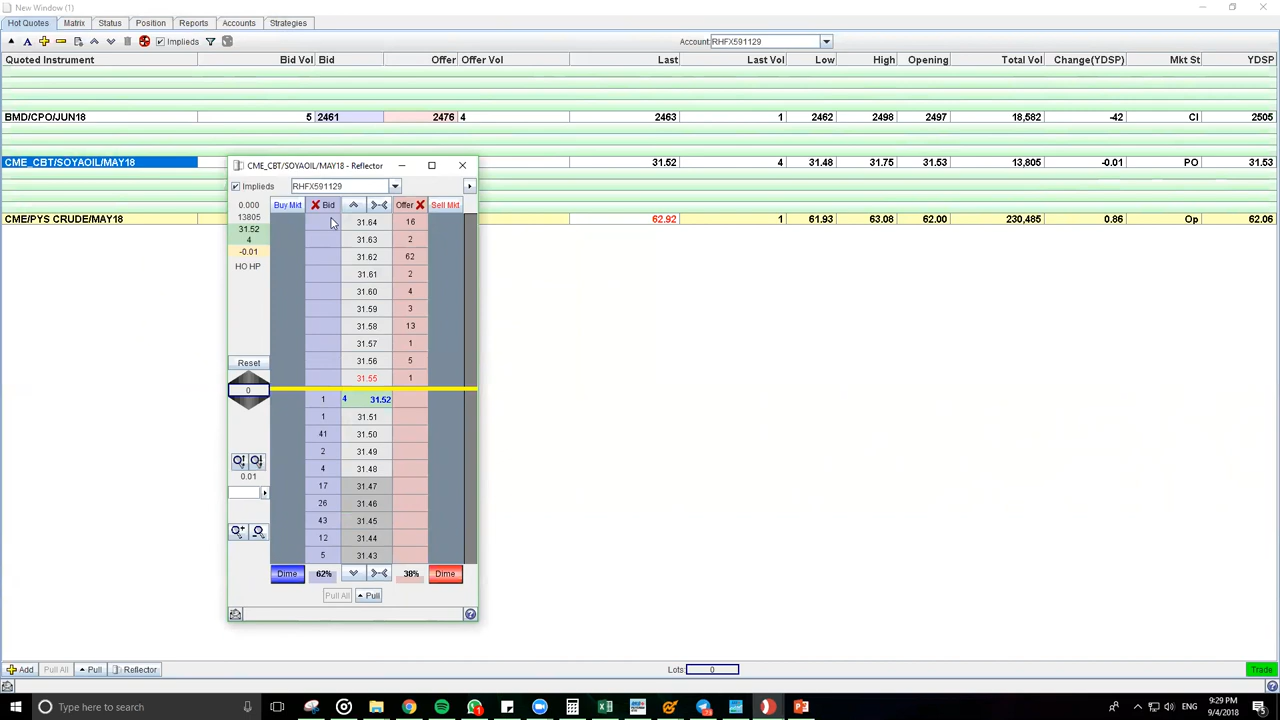 New Window (1)
Hot Quotes Matrix Status Position Reports Accounts Strategies
Implieds Account: RHFX591129
Quoted Instrument Bid Vol Bid Offer Offer Vol Last Last Vol Low High Opening Total Vol Change(YDSP) Mkt St YDSP
BMD/CPO/JUN18 5 2461 2476 4 2463 1 2462 2498 2497 18,582 -42 Cl 2505
CME_CBT/SOYAOIL/MAY18 31.52 4 31.48 31.75 31.53 13,805 -0.01 PO 31.53
CME/PYS CRUDE/MAY18 62.92 1 61.93 63.08 62.00 230,485 0.86 Op 62.06
CME_CBT/SOYAOIL/MAY18 - Reflector
Implieds RHFX591129
0.000 Buy Mkt Bid Offer Sell Mkt
13805 31.64 16
31.52 31.63 2
4
-0.01 31.62 62
HO HP 31.61 2
31.60 4
31.59 3
31.58 13
31.57 1
Reset 31.56 5
31.55 1
0
1 4 31.52
1 31.51
41 31.50
2 31.49
4 31.48
0.01
17 31.47
26 31.46
43 31.45
12 31.44
5 31.43
Dime 62% 38% Dime
Pull All Pull
Add Pull All Pull Reflector Lots: 0 Trade
Type here to search
9:29 PM
9/4/2018